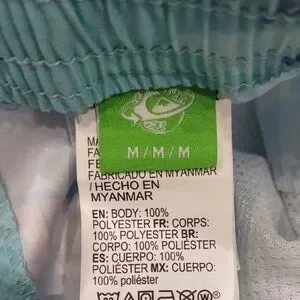 M / M / M
FABRICADO EN MYANMAR
/ HECHO EN
MYANMAR
EN: BODY: 100%
POLYESTER FR: CORPS:
100% POLYESTER BR:
CORPO: 100% POLIÉSTER
ES: CUERPO: 100%
POLIÉSTER MX: CUERPO:
100% poliéster